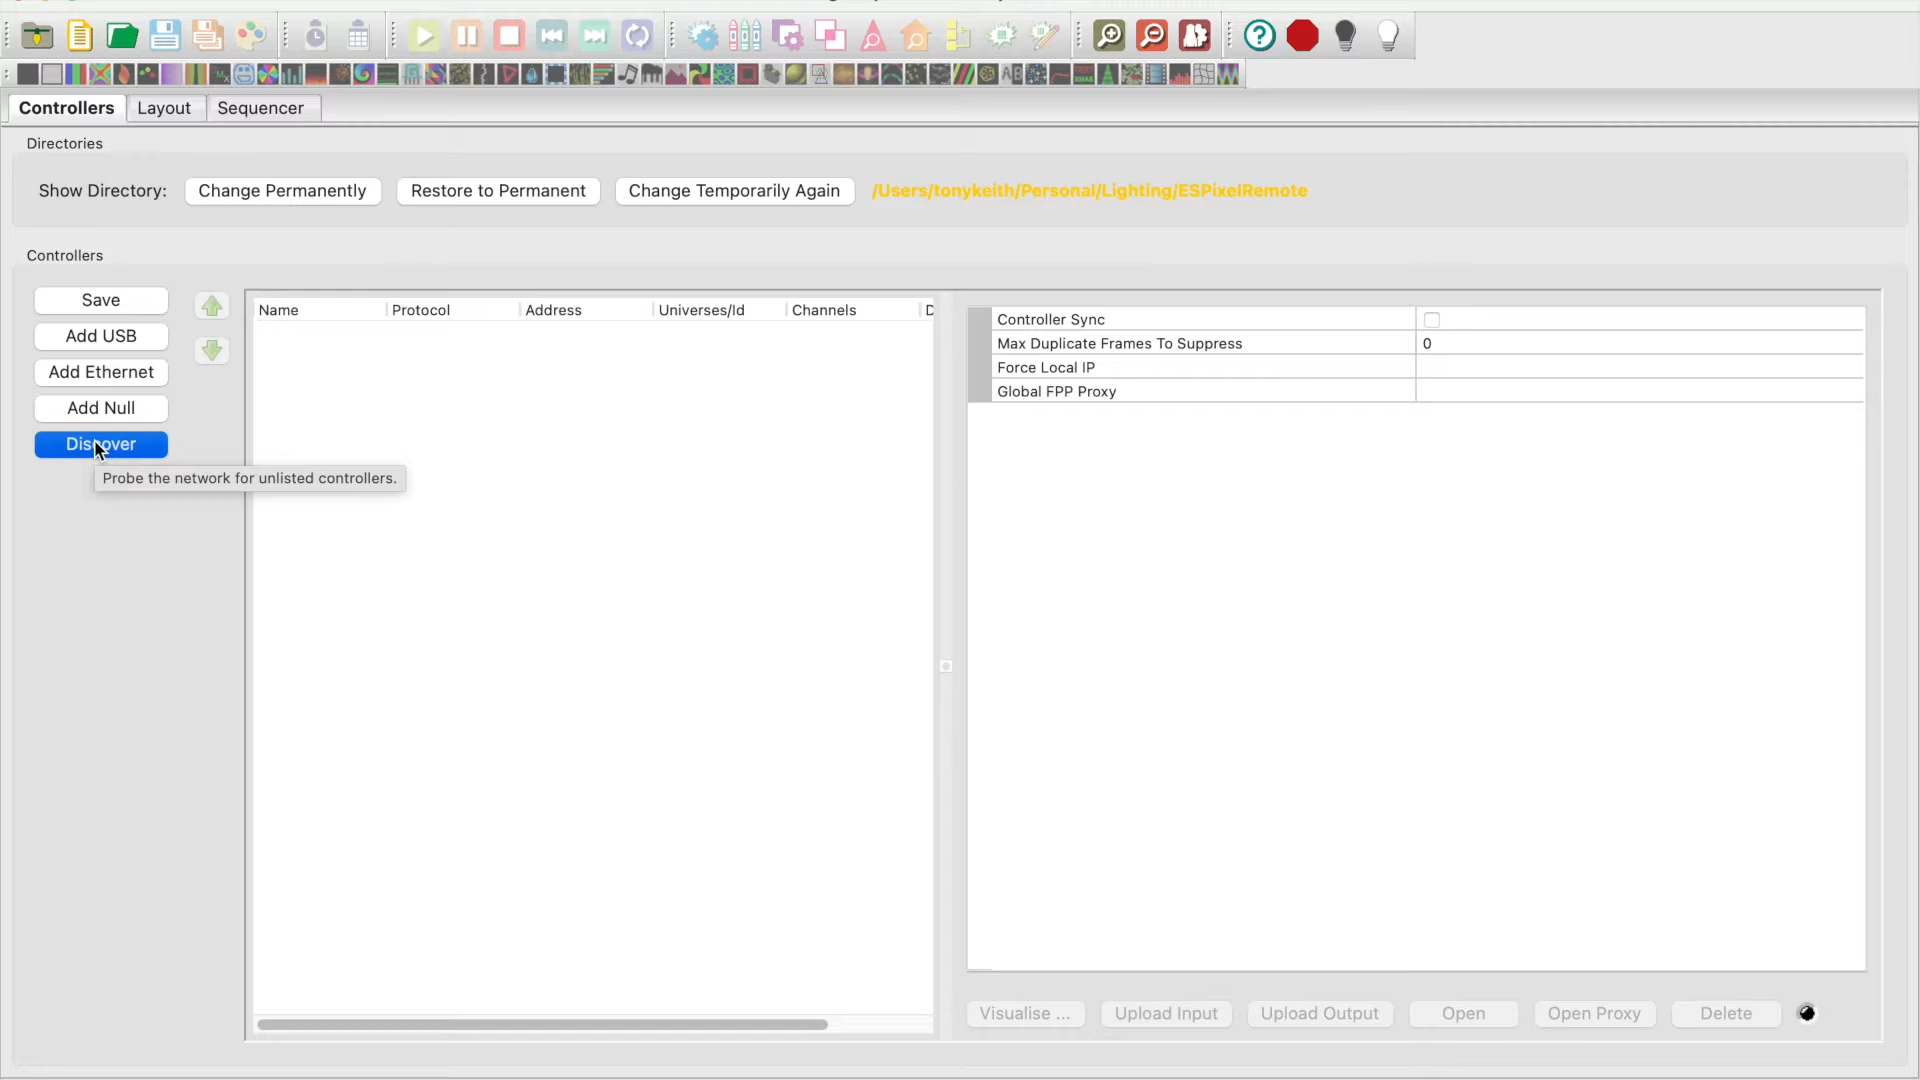 Controllers
Layout
Sequencer
Directories
Show Directory:
Change Permanently
Restore to Permanent
Change Temporarily Again
/Users/tonykeith/Personal/Lighting/ESPixelRemote
Controllers
Save
Add USB
Add Ethernet
Add Null
Discover
Probe the network for unlisted controllers.
Name
Protocol
Address
Universes/Id
Channels
Controller Sync
Max Duplicate Frames To Suppress
0
Force Local IP
Global FPP Proxy
Visualise ...
Upload Input
Upload Output
Open
Open Proxy
Delete